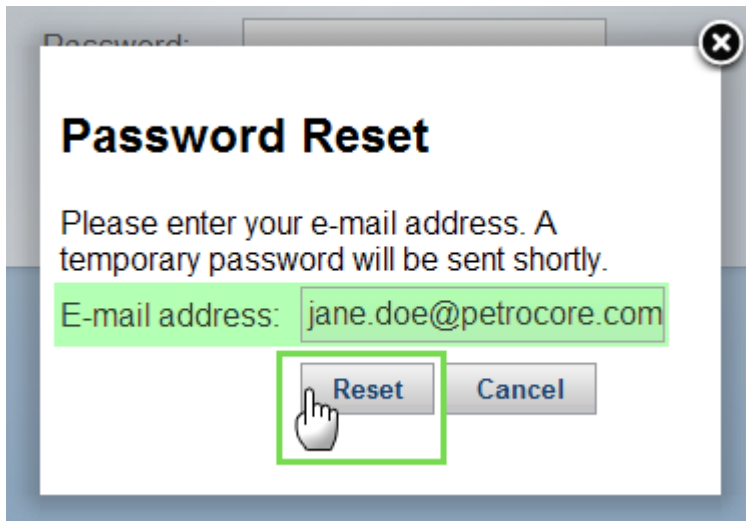 Password:
Password Reset
Please enter your e-mail address. A
temporary password will be sent shortly.
E-mail address: jane.doe@petrocore.com
Reset Cancel